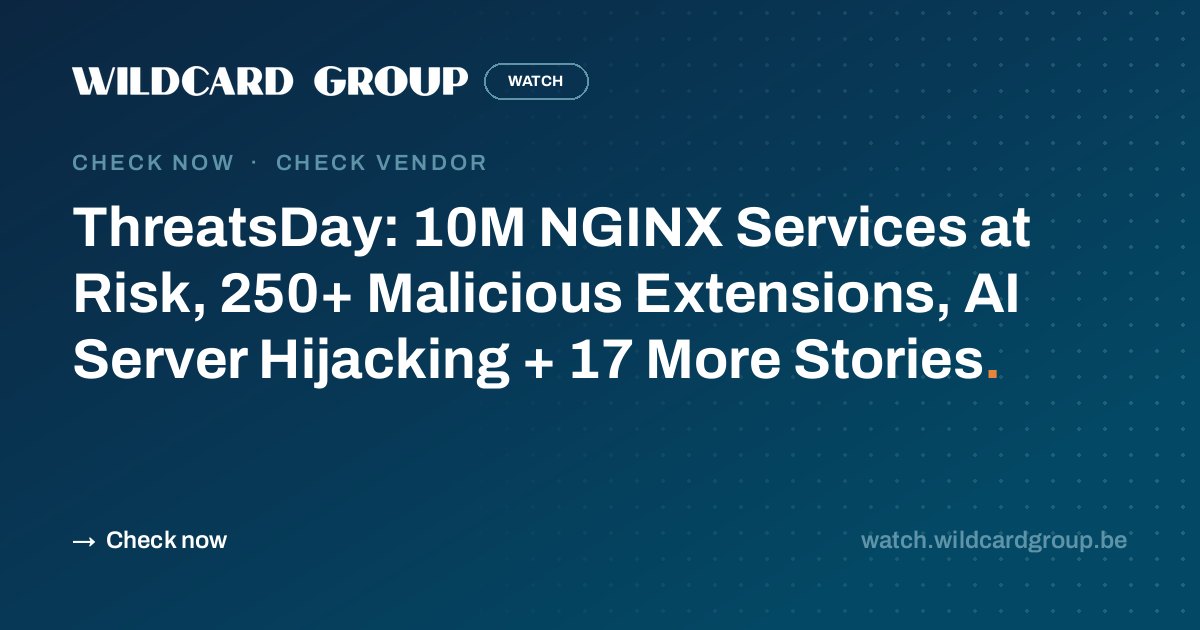 WILDCARD GROUP WATCH
CHECK NOW · CHECK VENDOR
ThreatsDay: 10M NGINX Services at
Risk, 250+ Malicious Extensions, AI
Server Hijacking + 17 More Stories.
→ Check now
watch.wildcardgroup.be